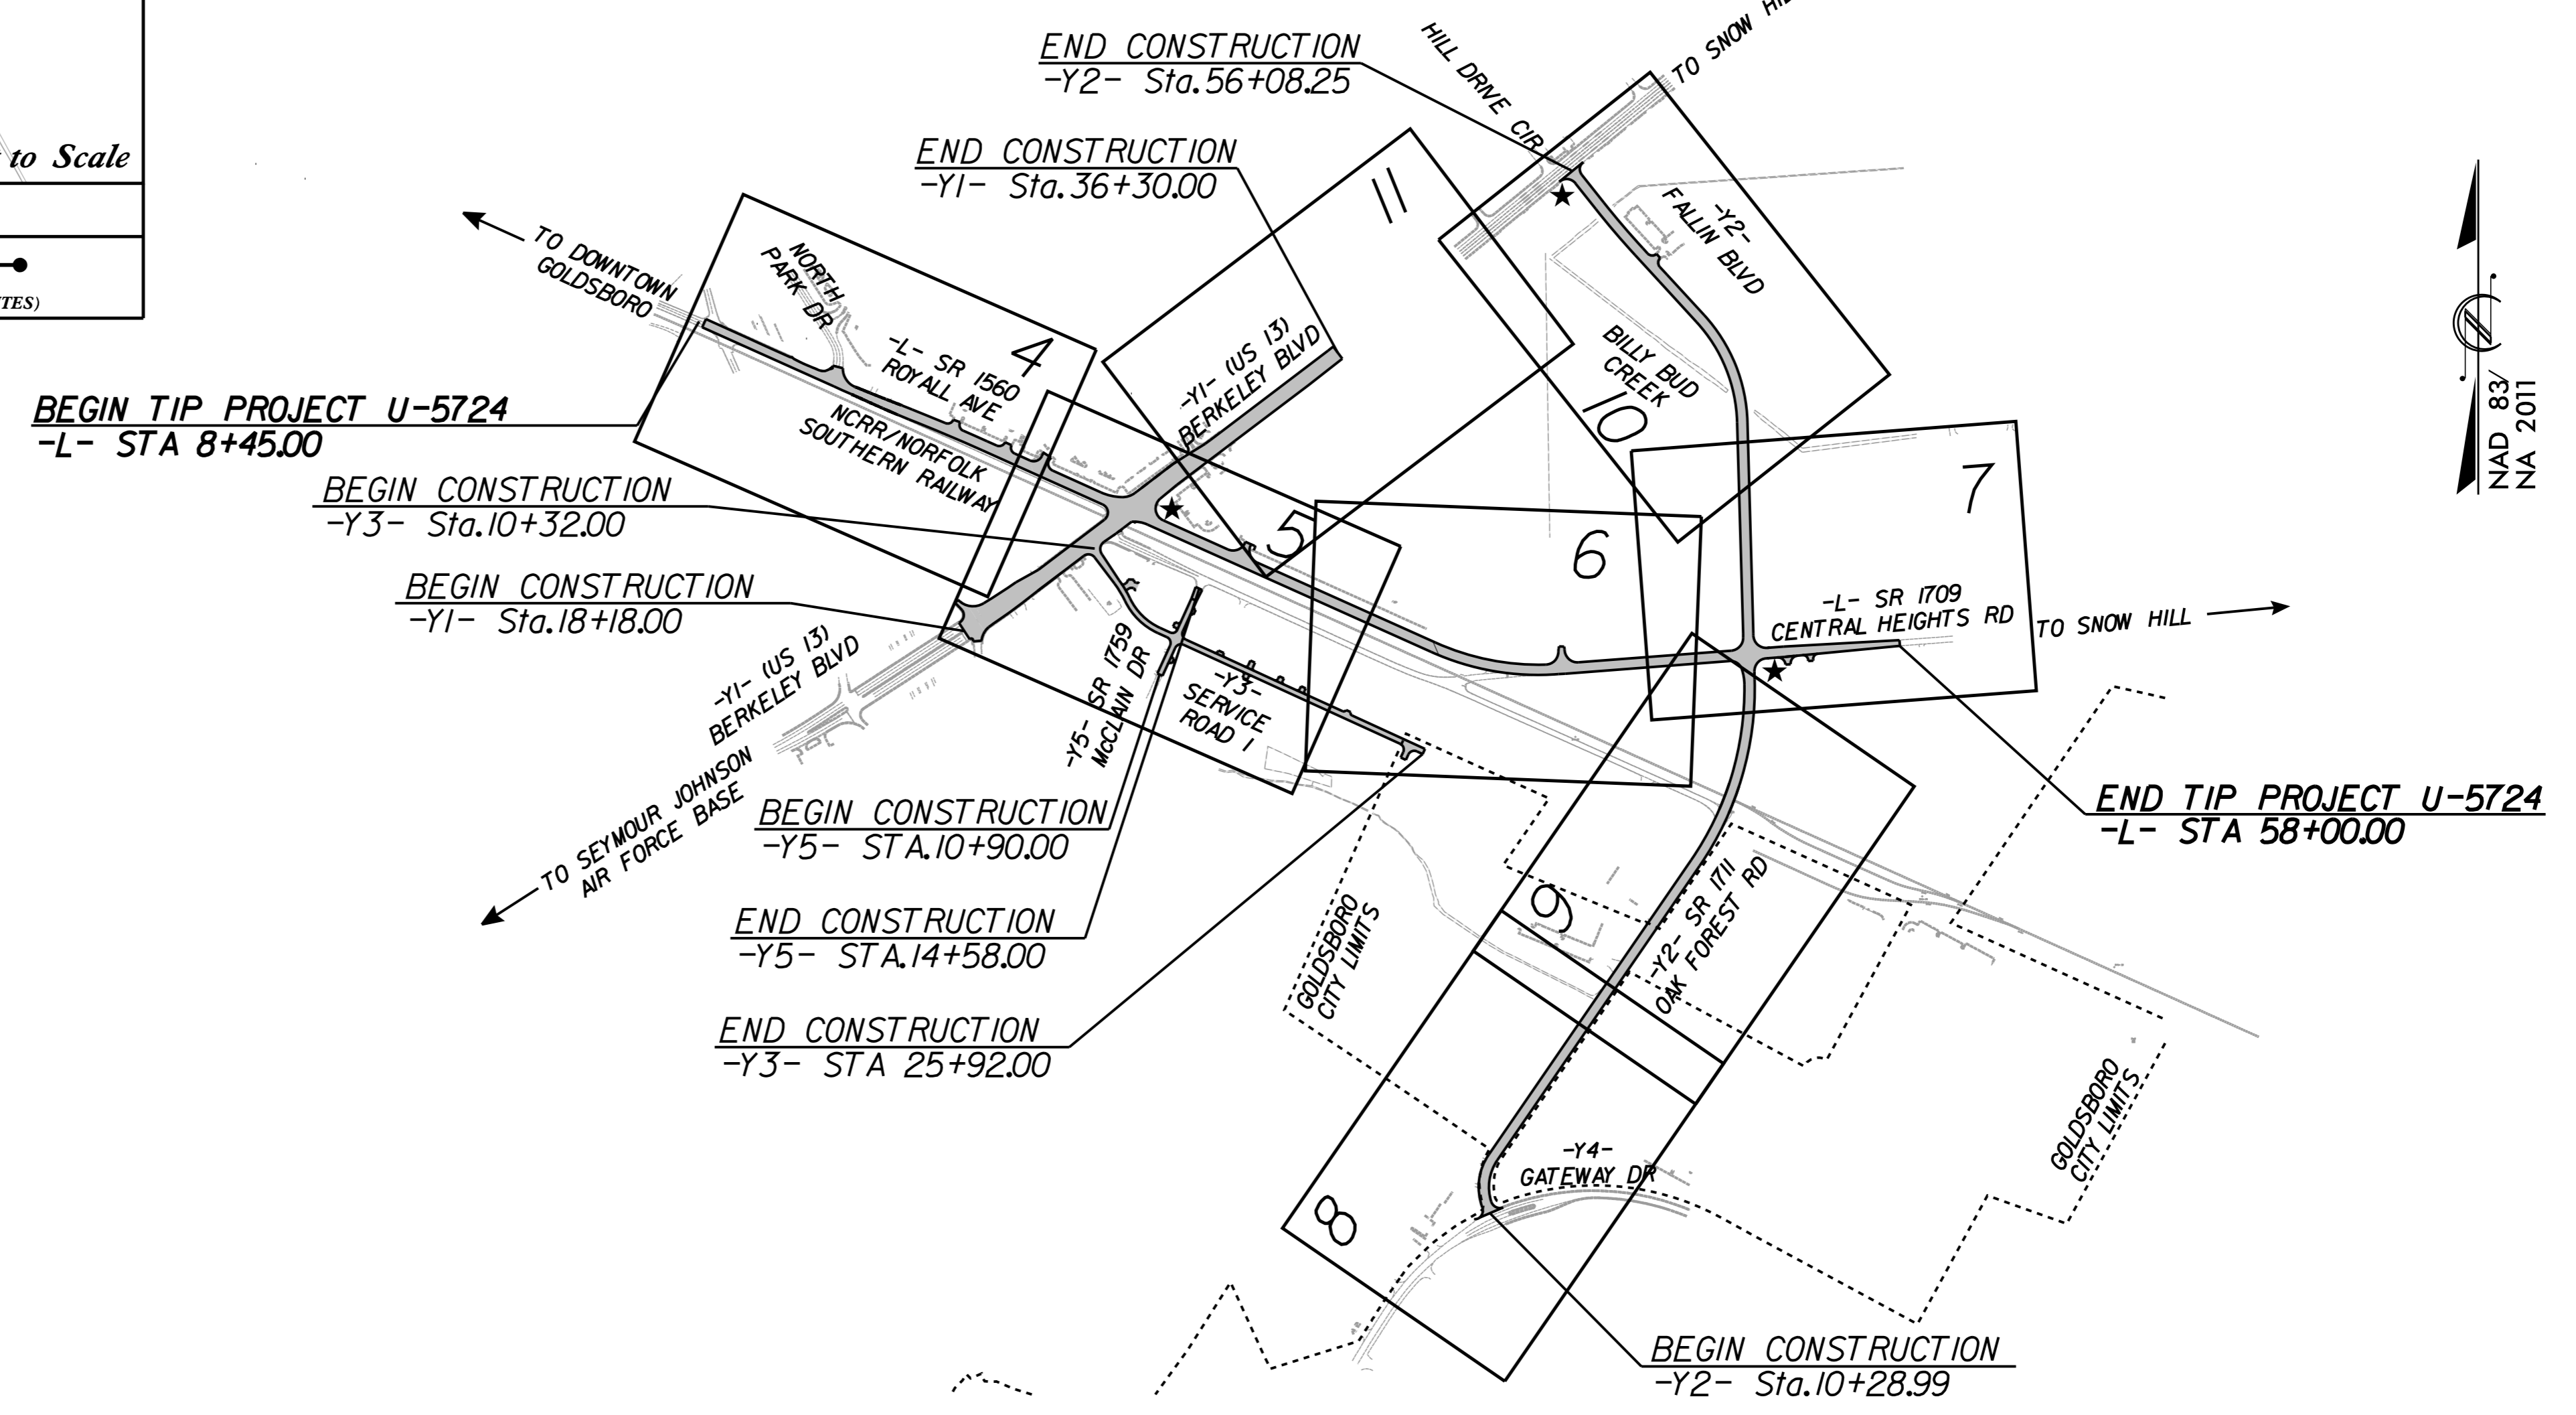 to Scale
TES)
END CONSTRUCTION
-Y2- Sta. 56+08.25
HILL DRIVE CIR
TO SNOW
END CONSTRUCTION
-Y1- Sta. 36+30.00
11
-Y2-
FALLIN BLVD
TO DOWNTOWN
GOLDSBORO
NORTH
PARK DR
4
-L- SR 1560
ROYALL AVE
-Y1- (US 13)
BERKELEY BLVD
BILLY BUD
CREEK
10
NAD 83/
NA 2011
BEGIN TIP PROJECT U-5724
-L- STA 8+45.00
NCRR/NORFOLK
SOUTHERN RAILWAY
BEGIN CONSTRUCTION
-Y3- Sta. 10+32.00
5
6
7
BEGIN CONSTRUCTION
-Y1- Sta. 18+18.00
-L- SR 1709
CENTRAL HEIGHTS RD
TO SNOW HILL
-Y1- (US 13)
BERKELEY BLVD
-Y5- SR 1759
McCLAIN DR
-Y3-
SERVICE
ROAD 1
TO SEYMOUR JOHNSON
AIR FORCE BASE
BEGIN CONSTRUCTION
-Y5- STA. 10+90.00
END TIP PROJECT U-5724
-L- STA 58+00.00
END CONSTRUCTION
-Y5- STA. 14+58.00
GOLDSBORO
CITY LIMITS
9
-Y2- SR 1711
OAK FOREST RD
END CONSTRUCTION
-Y3- STA 25+92.00
GOLDSBORO
CITY LIMITS
-Y4-
GATEWAY DR
8
BEGIN CONSTRUCTION
-Y2- Sta. 10+28.99